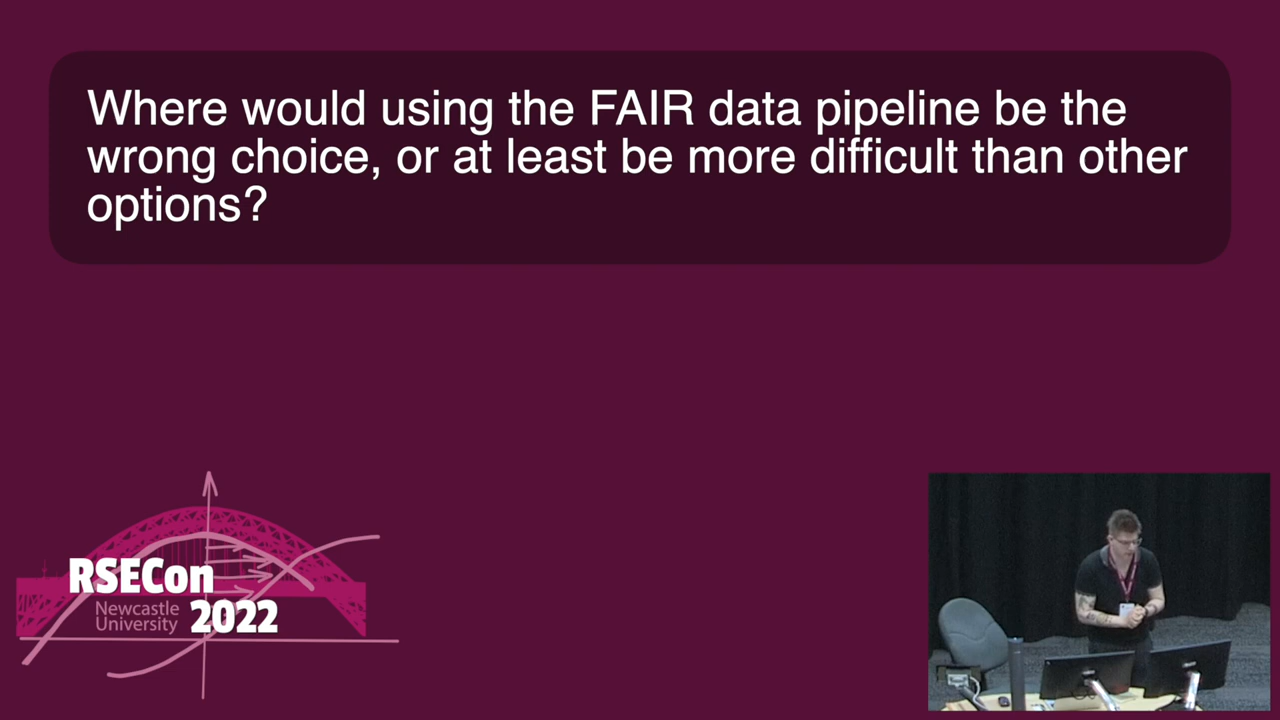 Where would using the FAIR data pipeline be the
wrong choice, or at least be more difficult than other
options?
RSECon
Newcastle
University 2022